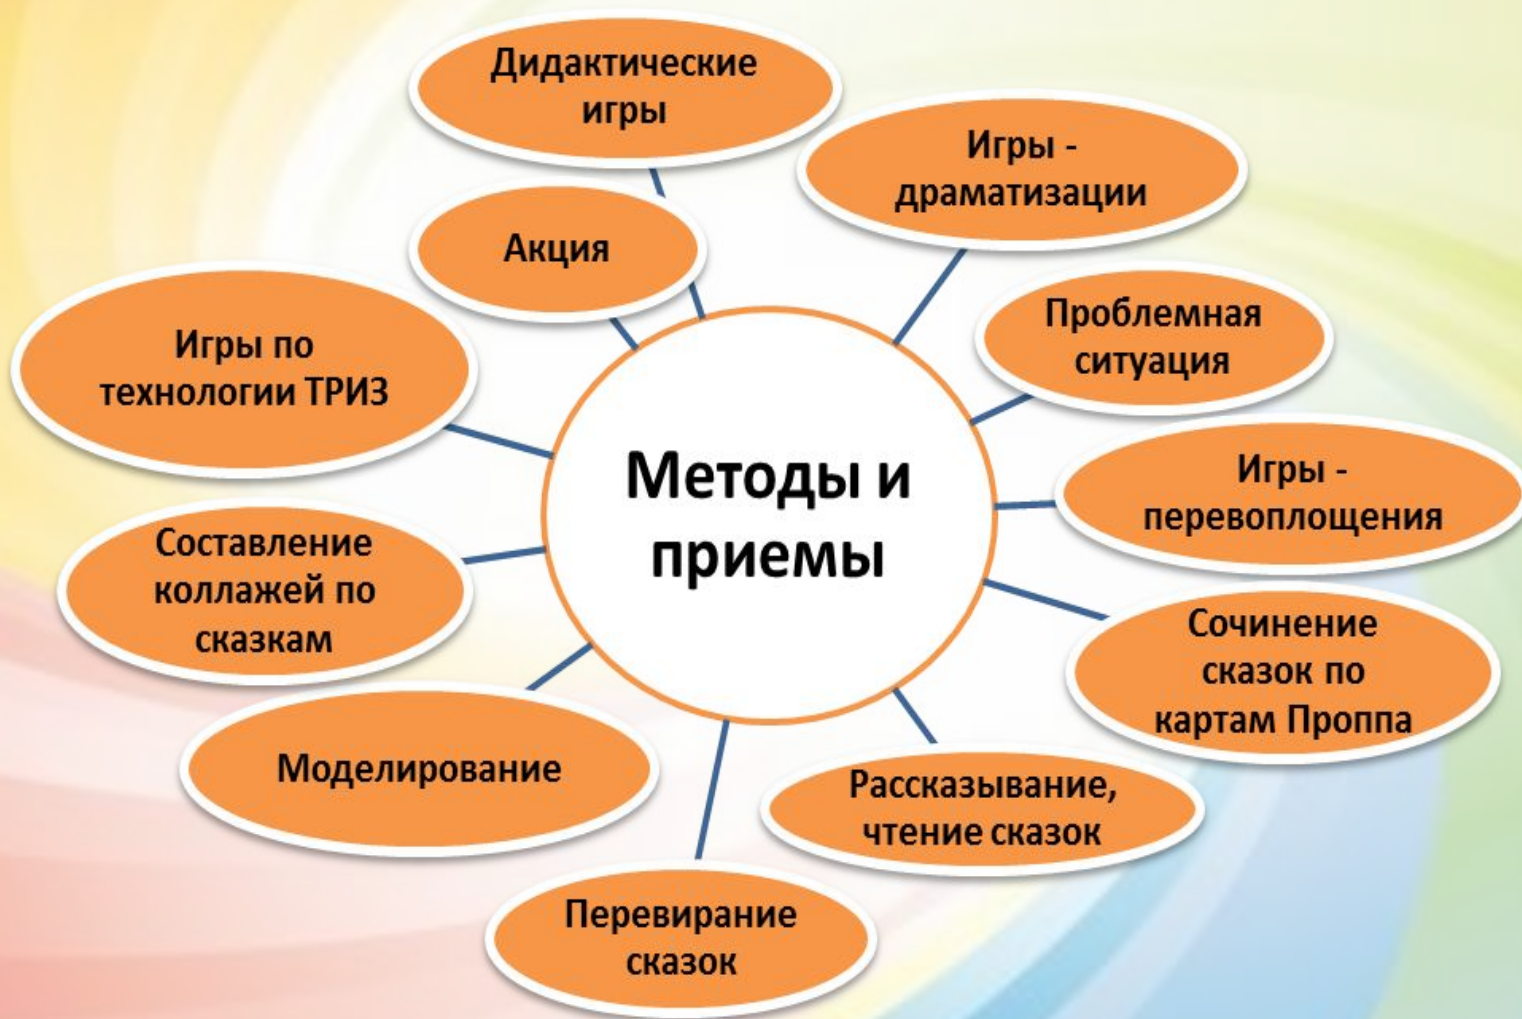 Дидактические
игры
Игры -
драматизации
Акция
Проблемная
ситуация
Игры по
технологии ТРИЗ
Методы и
приемы
Игры -
перевоплощения
Составление
коллажей по
сказкам
Сочинение
сказок по
картам Проппа
Моделирование
Рассказывание,
чтение сказок
Перевирание
сказок